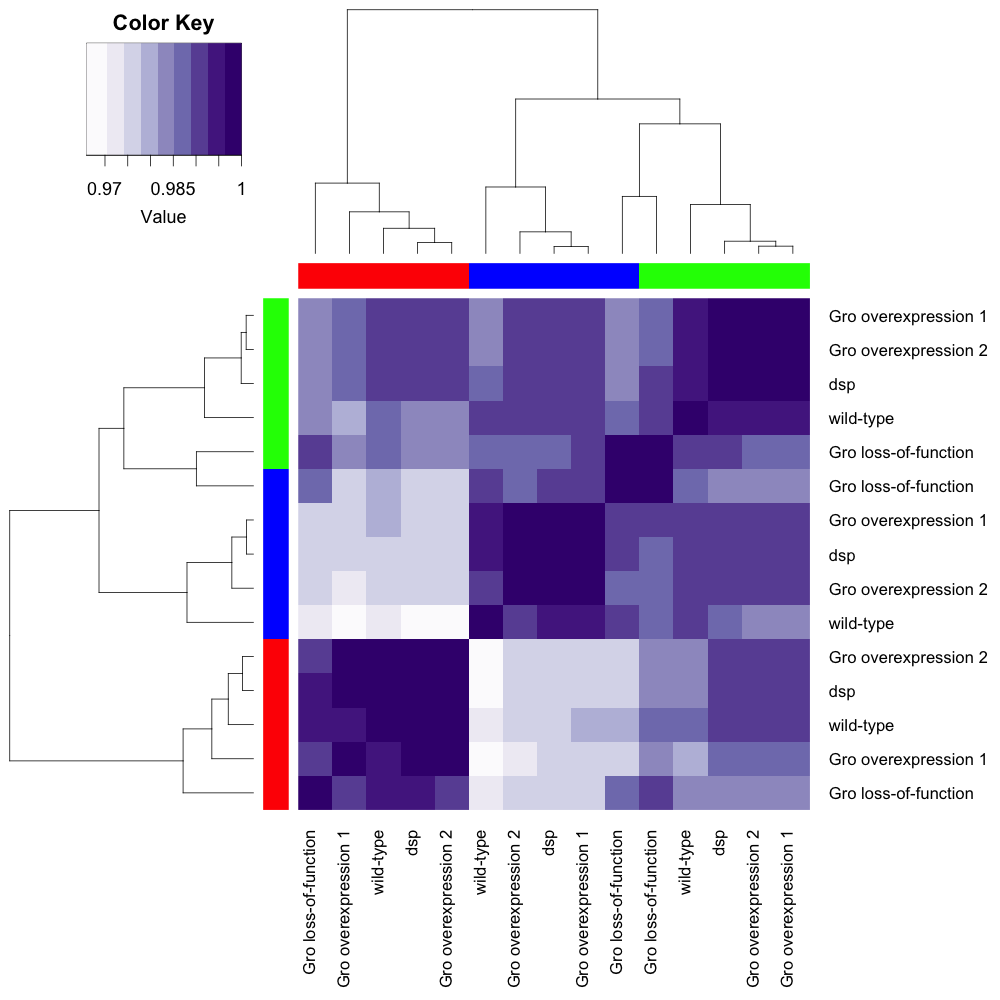 Color Key
0.97 0.985 1
Value
Gro overexpression 1
Gro overexpression 2
dsp
wild-type
Gro loss-of-function
Gro loss-of-function
Gro overexpression 1
dsp
Gro overexpression 2
wild-type
Gro overexpression 2
dsp
wild-type
Gro overexpression 1
Gro loss-of-function
Gro loss-of-function
Gro overexpression 1
wild-type
dsp
Gro overexpression 2
wild-type
Gro overexpression 2
dsp
Gro overexpression 1
Gro loss-of-function
Gro loss-of-function
wild-type
dsp
Gro overexpression 2
Gro overexpression 1